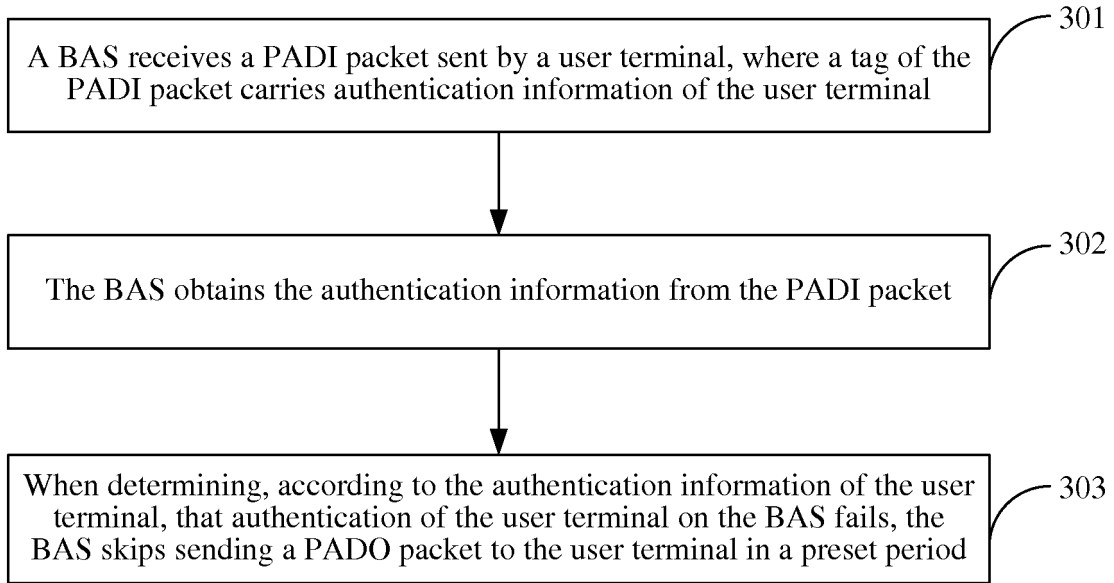 301
A BAS receives a PADI packet sent by a user terminal, where a tag of the
PADI packet carries authentication information of the user terminal
302
The BAS obtains the authentication information from the PADI packet
303
When determining, according to the authentication information of the user
terminal, that authentication of the user terminal on the BAS fails, the
BAS skips sending a PADO packet to the user terminal in a preset period